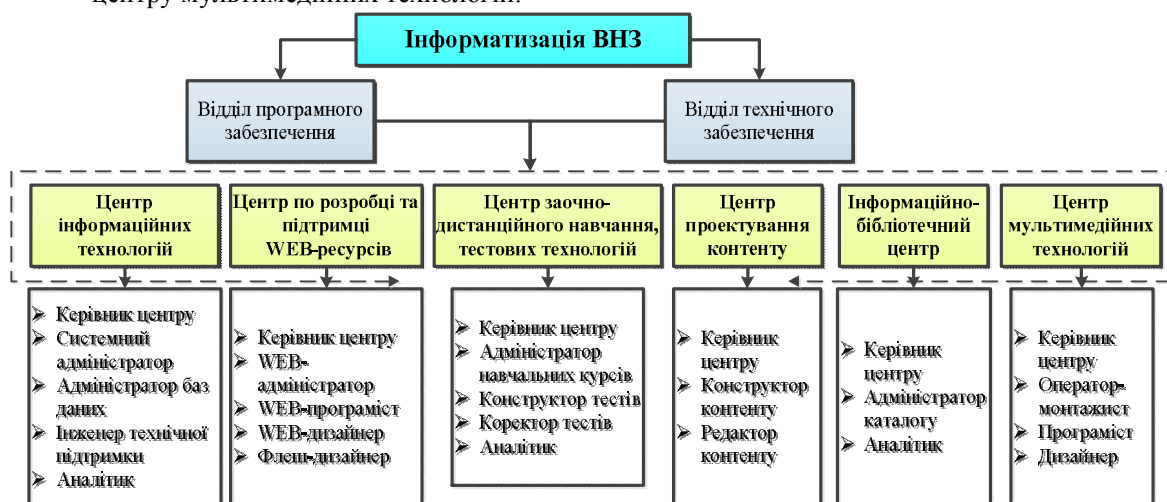 центру мультимедійних технологій.
Інформатизація ВНЗ
Відділ програмного
забезпечення
Відділ технічного
забезпечення
Центр
інформаційних
технологій
Центр по розробці та
підтримці
WEB-ресурсів
Центр заочно-
дистанційного навчання,
тестових технологій
Центр
проектування
контенту
Інформаційно-
бібліотечний
центр
Центр
мультимедійних
технологій
➢ Керівник центру
➢ Системний
адміністратор
➢ Адміністратор баз
даних
➢ Інженер технічної
підтримки
➢ Аналітик
➢ Керівник центру
➢ WEB-
адміністратор
➢ WEB-програміст
➢ WEB-дизайнер
➢ Флеш-дизайнер
➢ Керівник центру
➢ Адміністратор
навчальних курсів
➢ Конструктор тестів
➢ Коректор тестів
➢ Аналітик
➢ Керівник
центру
➢ Конструктор
контенту
➢ Редактор
контенту
➢ Керівник
центру
➢ Адміністратор
каталогу
➢ Аналітик
➢ Керівник
центру
➢ Оператор-
монтажист
➢ Програміст
➢ Дизайнер